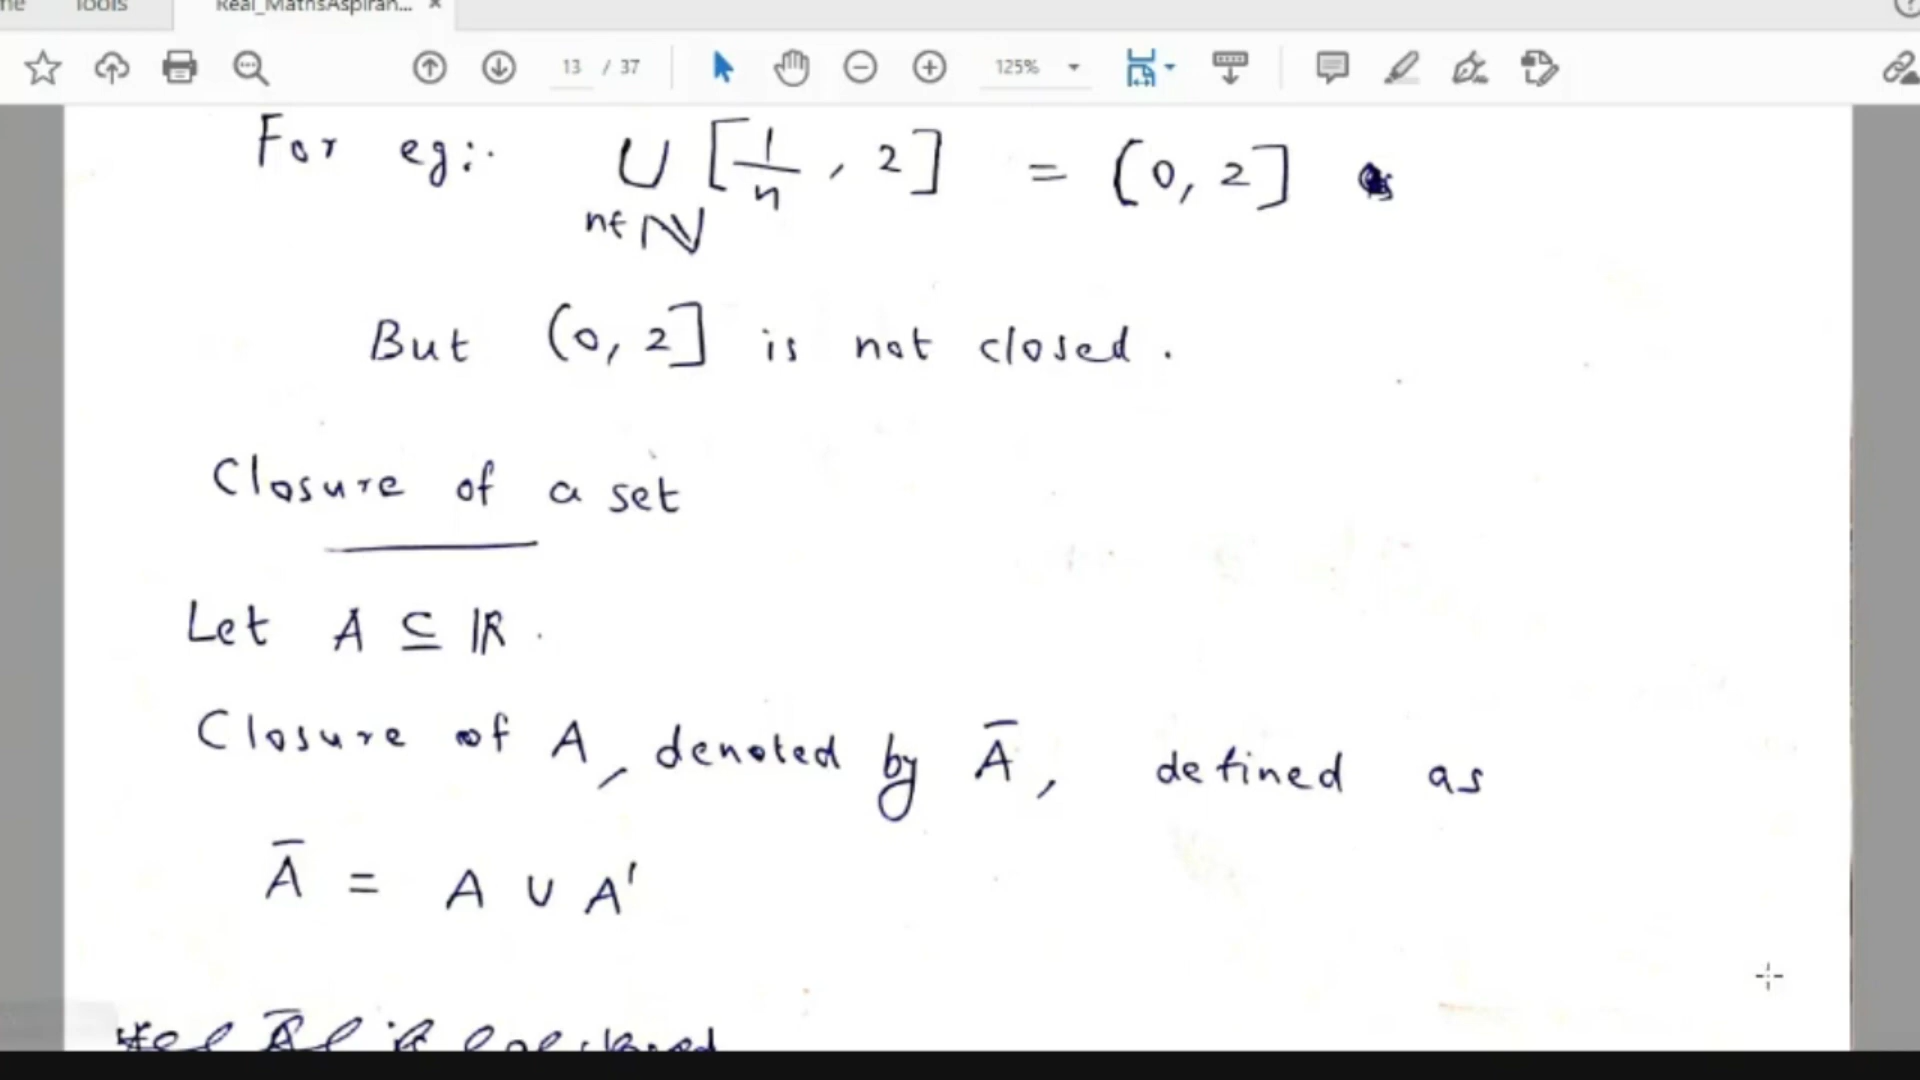 Tools Real_MathsAspiran...
13 / 37 125%
For eg:- ∪ n∈ℕ [1/n, 2] = (0, 2]
But (0, 2] is not closed.
Closure of a set
Let A ⊆ ℝ.
Closure of A, denoted by Ā, defined as
Ā = A ∪ A'